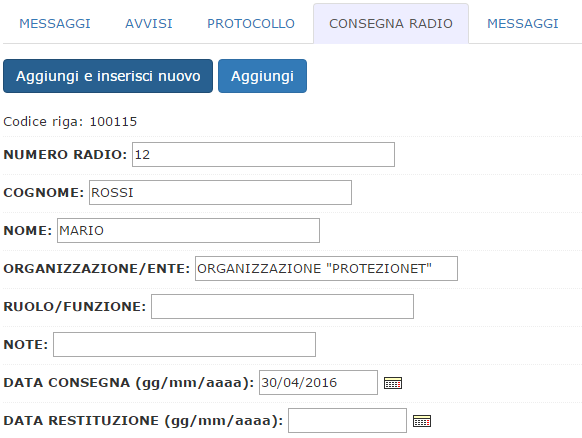 MESSAGGI AVVISI PROTOCOLLO CONSEGNA RADIO MESSAGGI
Aggiungi e inserisci nuovo Aggiungi
Codice riga: 100115
NUMERO RADIO: 12
COGNOME: ROSSI
NOME: MARIO
ORGANIZZAZIONE/ENTE: ORGANIZZAZIONE "PROTEZIONET"
RUOLO/FUNZIONE:
NOTE:
DATA CONSEGNA (gg/mm/aaaa): 30/04/2016
DATA RESTITUZIONE (gg/mm/aaaa):